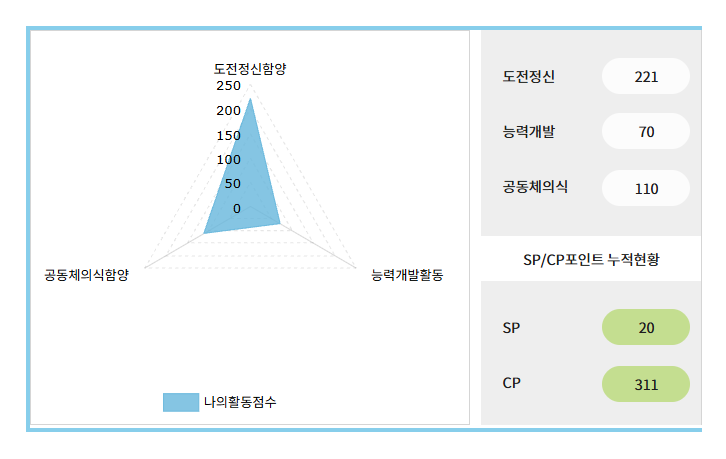 도전정신함양
250
200
150
100
50
0
공동체의식함양
능력개발활동
나의활동점수
도전정신 221
능력개발 70
공동체의식 110
SP/CP포인트 누적현황
SP 20
CP 311